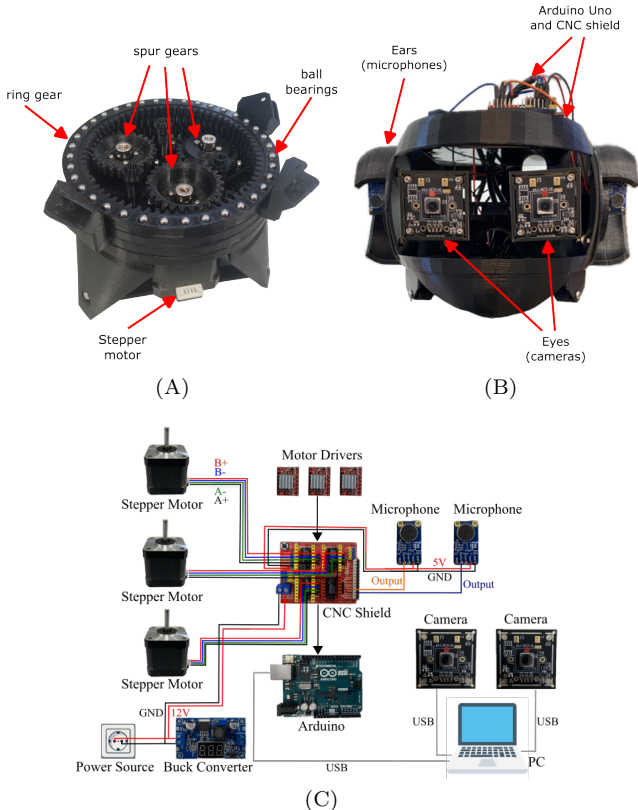 spur gears
ring gear
ball
bearings
Stepper
motor
(A)
Arduino Uno
and CNC shield
Ears
(microphones)
Eyes
(cameras)
(B)
B+
B-
A-
A+
Stepper Motor
Motor Drivers
Microphone
Microphone
Stepper Motor
5V
GND
Output
Output
CNC Shield
Stepper Motor
Camera
Camera
GND
12V
ARDUINO
Arduino
USB
USB
Power Source
Buck Converter
USB
PC
(C)